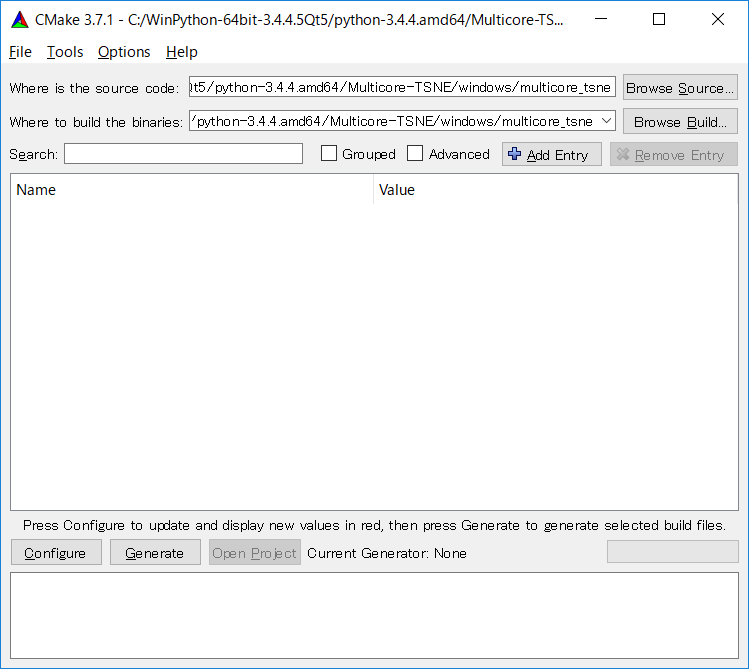 CMake 3.7.1 - C:/WinPython-64bit-3.4.4.5Qt5/python-3.4.4.amd64/Multicore-TS...
File Tools Options Help
Where is the source code: Qt5/python-3.4.4.amd64/Multicore-TSNE/windows/multicore_tsne Browse Source...
Where to build the binaries: /python-3.4.4.amd64/Multicore-TSNE/windows/multicore_tsne Browse Build...
Search: Grouped Advanced Add Entry Remove Entry
Name Value
Press Configure to update and display new values in red, then press Generate to generate selected build files.
Configure Generate Open Project Current Generator: None